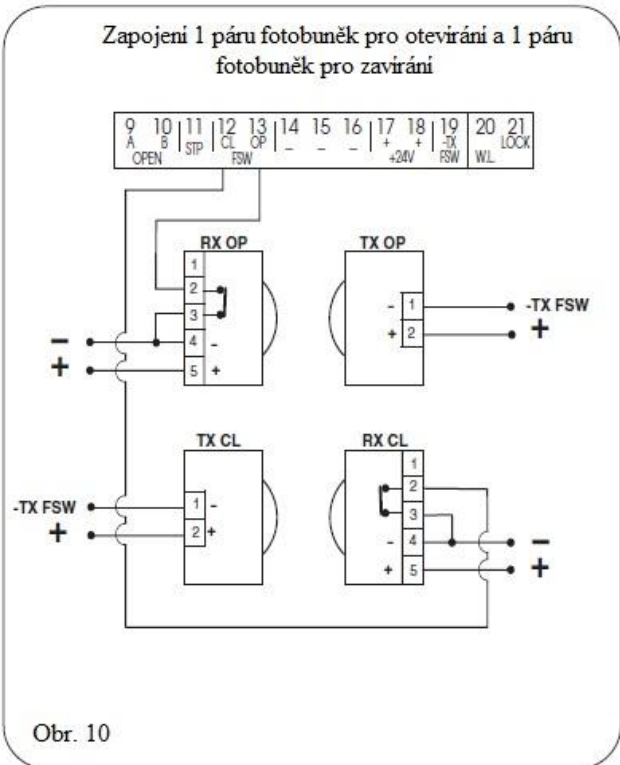 Zapojení 1 páru fotobuněk pro otevírání a 1 páru
fotobuněk pro zavírání
9 10 11 12 13 14 15 16 17 18 19 20 21
A B STP CL OP - - - + + -TX W.L. LOCK
OPEN FSW +24V FSW
RX OP TX OP
1
2
3
4 -
5 +
- 1
+ 2
-TX FSW
+
-
+
TX CL RX CL
1 -
2 +
1
2
3
- 4
+ 5
-TX FSW
+
-
+
Obr. 10